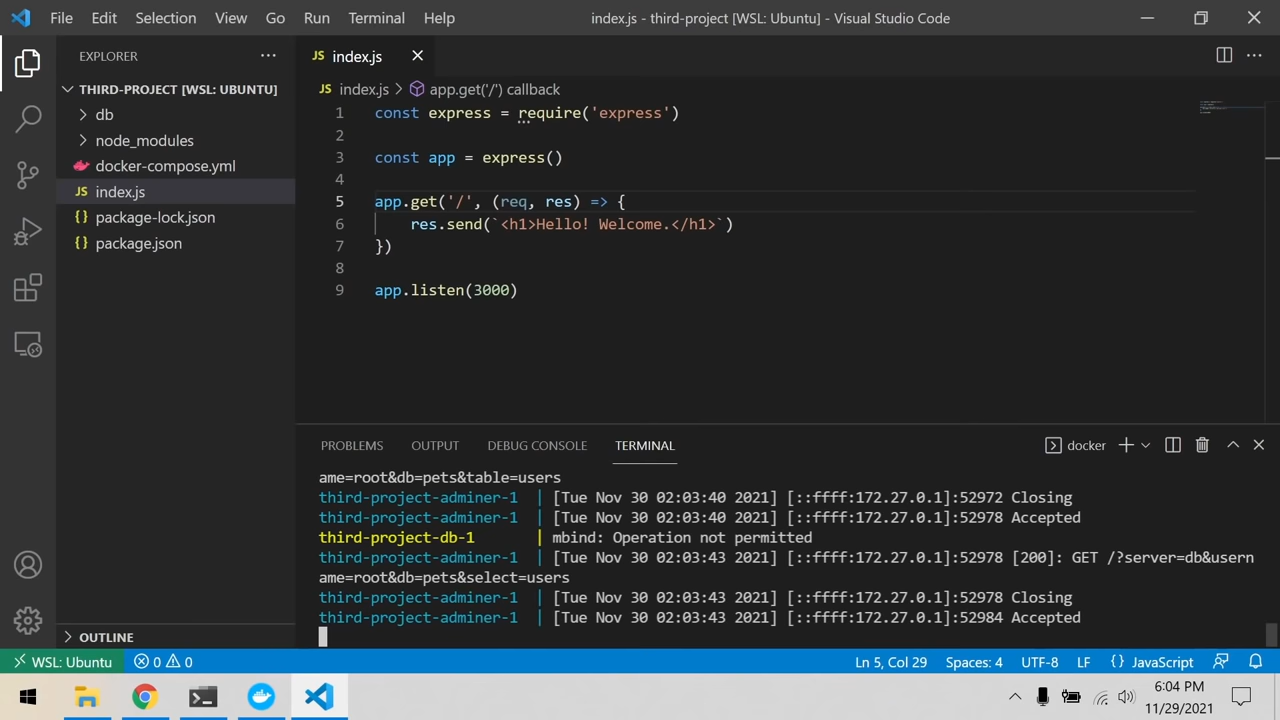 File Edit Selection View Go Run Terminal Help index.js - third-project [WSL: Ubuntu] - Visual Studio Code
EXPLORER
THIRD-PROJECT [WSL: UBUNTU]
db
node_modules
docker-compose.yml
JS index.js
{} package-lock.json
{} package.json
OUTLINE
JS index.js
JS index.js > app.get('/') callback
1 const express = require('express')
2
3 const app = express()
4
5 app.get('/', (req, res) => {
6 res.send(`<h1>Hello! Welcome.</h1>`)
7 })
8
9 app.listen(3000)
PROBLEMS OUTPUT DEBUG CONSOLE TERMINAL docker
ame=root&db=pets&table=users
third-project-adminer-1 | [Tue Nov 30 02:03:40 2021] [::ffff:172.27.0.1]:52972 Closing
third-project-adminer-1 | [Tue Nov 30 02:03:40 2021] [::ffff:172.27.0.1]:52978 Accepted
third-project-db-1 | mbind: Operation not permitted
third-project-adminer-1 | [Tue Nov 30 02:03:43 2021] [::ffff:172.27.0.1]:52978 [200]: GET /?server=db&usern
ame=root&db=pets&select=users
third-project-adminer-1 | [Tue Nov 30 02:03:43 2021] [::ffff:172.27.0.1]:52978 Closing
third-project-adminer-1 | [Tue Nov 30 02:03:43 2021] [::ffff:172.27.0.1]:52984 Accepted
WSL: Ubuntu 0 0 Ln 5, Col 29 Spaces: 4 UTF-8 LF {} JavaScript
6:04 PM
11/29/2021